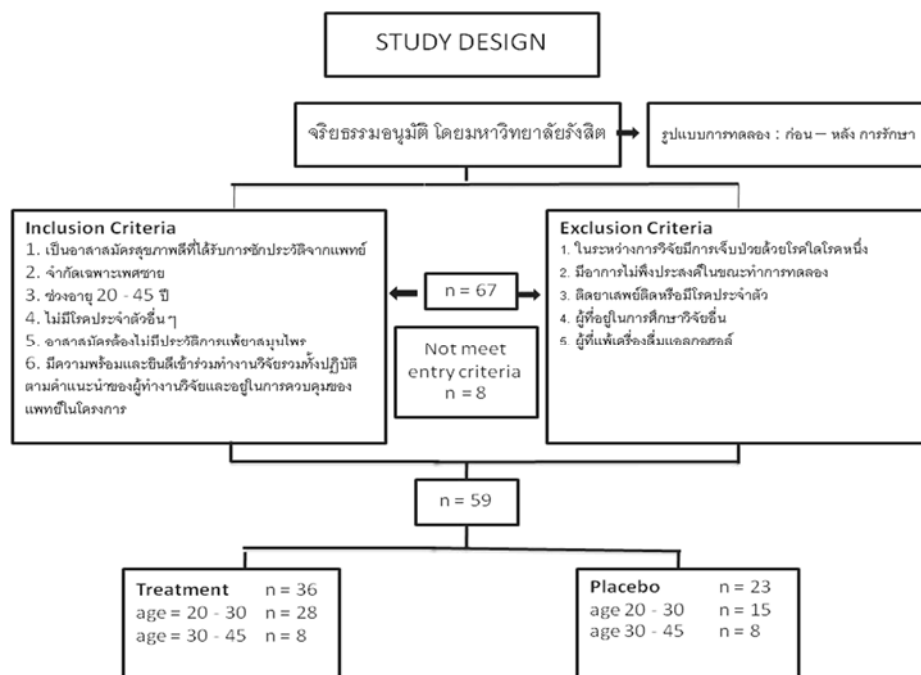 STUDY DESIGN
จริยธรรมอนุมัติ โดยมหาวิทยาลัยรังสิต
รูปแบบการทดลอง : ก่อน – หลัง การรักษา
Inclusion Criteria
1. เป็นอาสาสมัครสุขภาพดีที่ได้รับการซักประวัติจากแพทย์
2. จำกัดเฉพาะเพศชาย
3. ช่วงอายุ 20 - 45 ปี
4. ไม่มีโรคประจำตัวอื่น ๆ
5. อาสาสมัครต้องไม่มีประวัติการแพ้ยาสมุนไพร
6. มีความพร้อมและยินดีเข้าร่วมทำงานวิจัยรวมทั้งปฏิบัติ
ตามคำแนะนำของผู้ทำงานวิจัยและอยู่ในการควบคุมของ
แพทย์ในโครงการ
n = 67
Not meet
entry criteria
n = 8
Exclusion Criteria
1. ในระหว่างการวิจัยมีการเจ็บป่วยด้วยโรคใดโรคหนึ่ง
2. มีอาการไม่พึงประสงค์ในขณะทำการทดลอง
3. ติดยาเสพย์ติดหรือมีโรคประจำตัว
4. ผู้ที่อยู่ในการศึกษาวิจัยอื่น
5. ผู้ที่แพ้เครื่องดื่มแอลกอฮอล์
n = 59
Treatment n = 36
age = 20 - 30 n = 28
age = 30 - 45 n = 8
Placebo n = 23
age 20 - 30 n = 15
age 30 - 45 n = 8